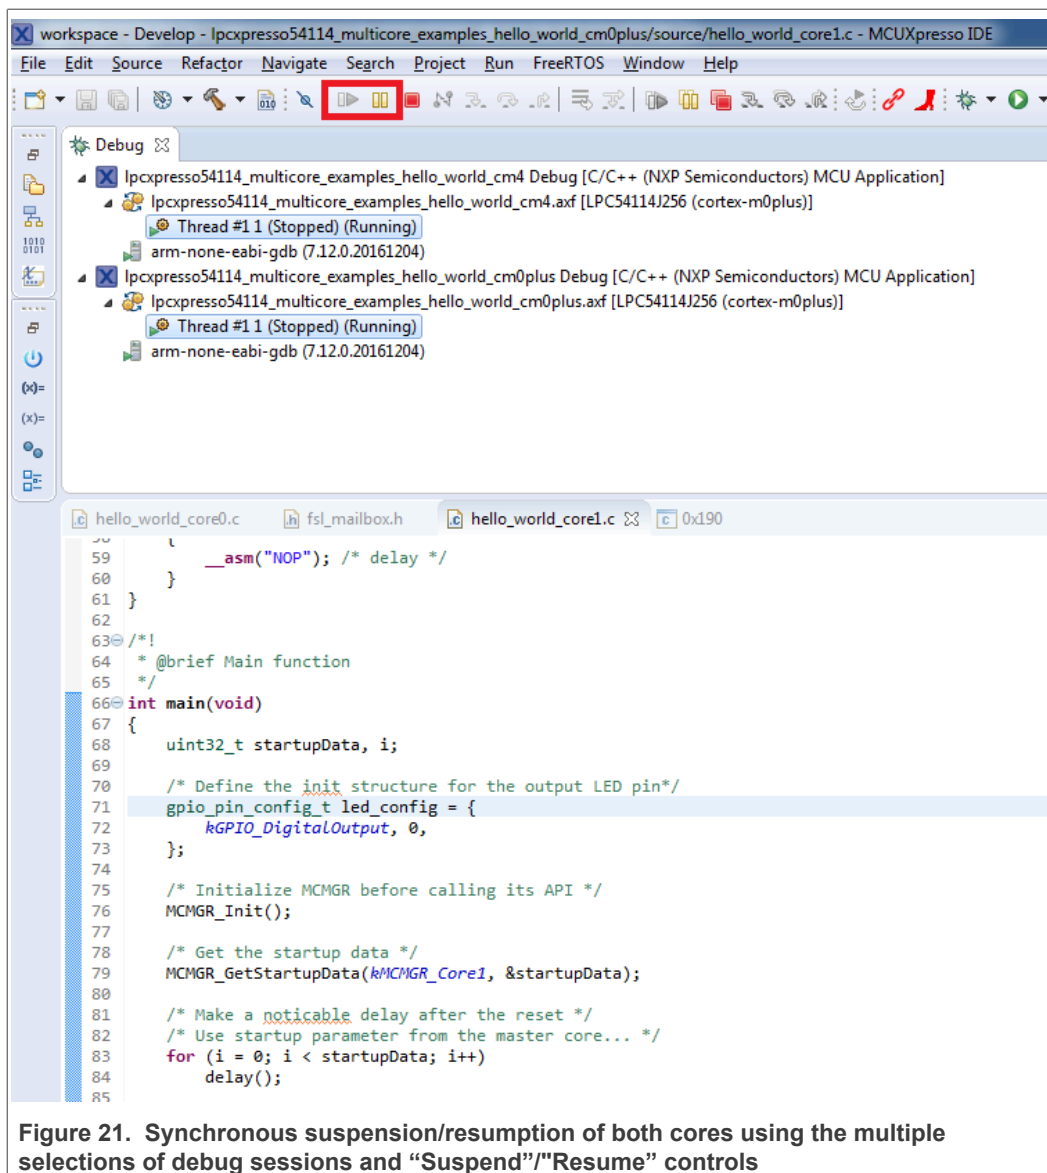 workspace - Develop - lpcxpresso54114_multicore_examples_hello_world_cm0plus/source/hello_world_core1.c - MCUXpresso IDE
File Edit Source Refactor Navigate Search Project Run FreeRTOS Window Help
Debug
lpcxpresso54114_multicore_examples_hello_world_cm4 Debug [C/C++ (NXP Semiconductors) MCU Application]
lpcxpresso54114_multicore_examples_hello_world_cm4.axf [LPC54114J256 (cortex-m0plus)]
Thread #1 1 (Stopped) (Running)
arm-none-eabi-gdb (7.12.0.20161204)
lpcxpresso54114_multicore_examples_hello_world_cm0plus Debug [C/C++ (NXP Semiconductors) MCU Application]
lpcxpresso54114_multicore_examples_hello_world_cm0plus.axf [LPC54114J256 (cortex-m0plus)]
Thread #1 1 (Stopped) (Running)
arm-none-eabi-gdb (7.12.0.20161204)
hello_world_core0.c fsl_mailbox.h hello_world_core1.c 0x190
58 {
59 __asm("NOP"); /* delay */
60 }
61 }
62
63 /*!
64 * @brief Main function
65 */
66 int main(void)
67 {
68 uint32_t startupData, i;
69
70 /* Define the init structure for the output LED pin*/
71 gpio_pin_config_t led_config = {
72 kGPIO_DigitalOutput, 0,
73 };
74
75 /* Initialize MCMGR before calling its API */
76 MCMGR_Init();
77
78 /* Get the startup data */
79 MCMGR_GetStartupData(kMCMGR_Core1, &startupData);
80
81 /* Make a noticable delay after the reset */
82 /* Use startup parameter from the master core... */
83 for (i = 0; i < startupData; i++)
84 delay();
85
Figure 21. Synchronous suspension/resumption of both cores using the multiple
selections of debug sessions and “Suspend”/"Resume” controls